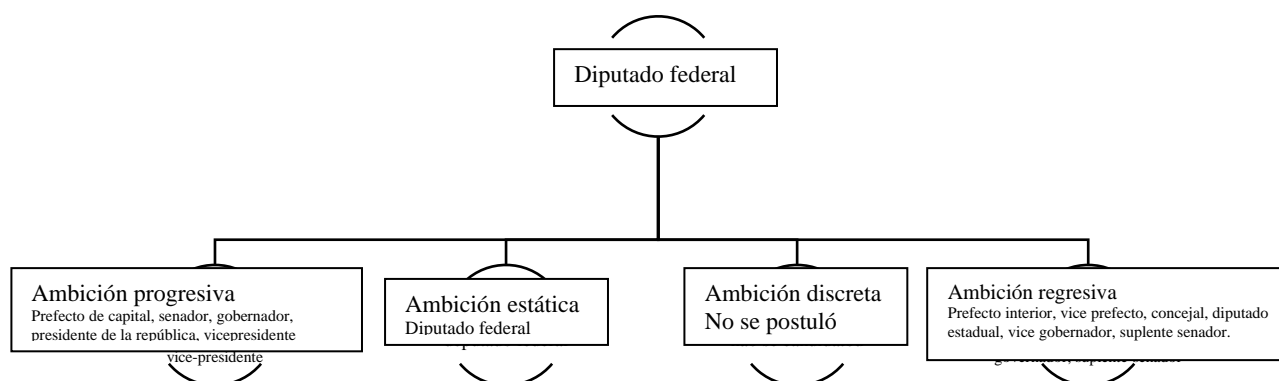 Diputado federal
Ambición progresiva
Prefecto de capital, senador, gobernador,
presidente de la república, vicepresidente
vice-presidente
Ambición estática
Diputado federal
Ambición discreta
No se postuló
Ambición regresiva
Prefecto interior, vice prefecto, concejal, diputado
estadual, vice gobernador, suplente senador.